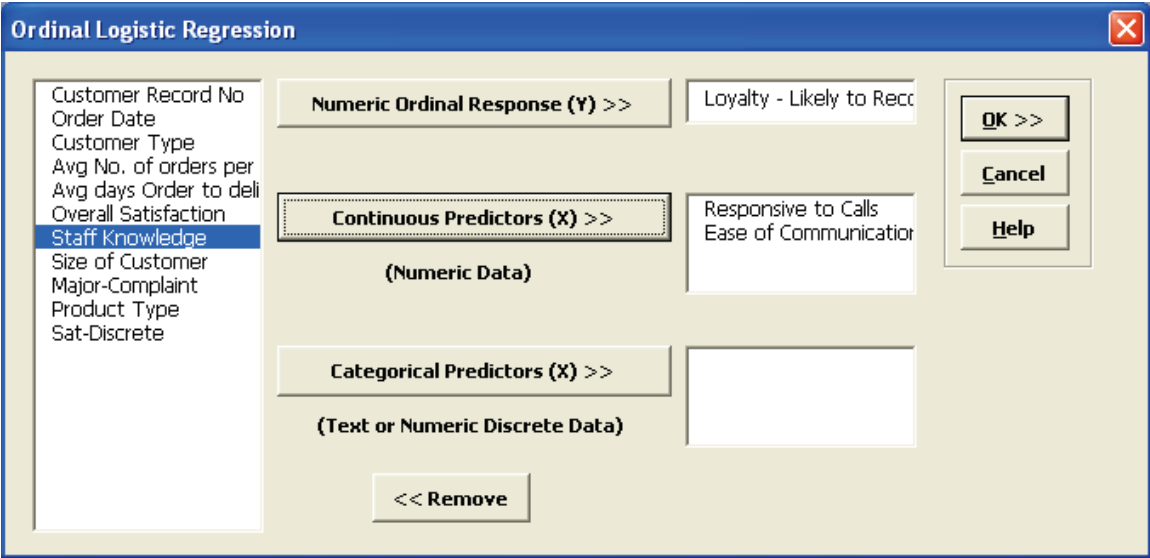 Ordinal Logistic Regression
Customer Record No
Order Date
Customer Type
Avg No. of orders per
Avg days Order to deli
Overall Satisfaction
Staff Knowledge
Size of Customer
Major-Complaint
Product Type
Sat-Discrete
Numeric Ordinal Response (Y) >>
Loyalty - Likely to Recc
Continuous Predictors (X) >>
(Numeric Data)
Responsive to Calls
Ease of Communication
Categorical Predictors (X) >>
(Text or Numeric Discrete Data)
<< Remove
OK >>
Cancel
Help